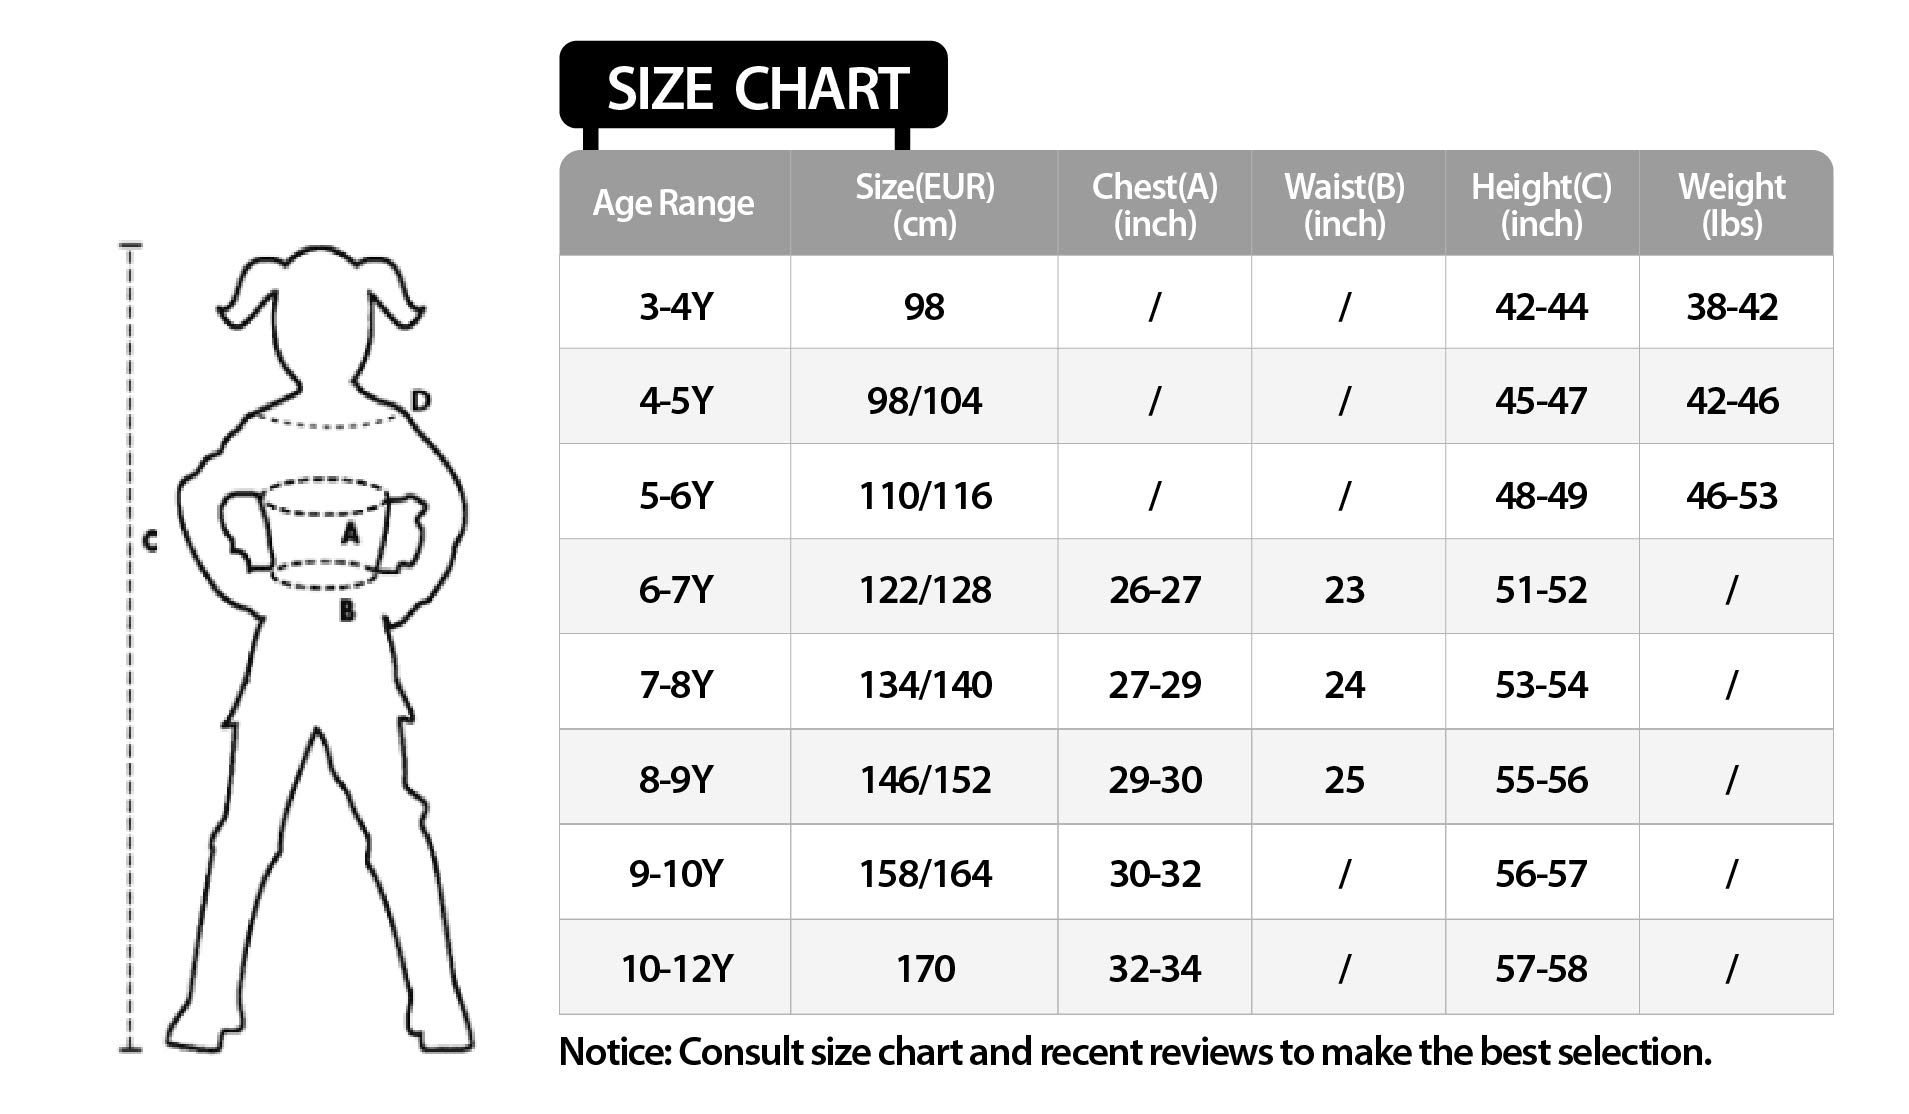 SIZE CHART
Age Range Size(EUR) (cm) Chest(A) (inch) Waist(B) (inch) Height(C) (inch) Weight (lbs)
3-4Y 98 / / 42-44 38-42
4-5Y 98/104 / / 45-47 42-46
5-6Y 110/116 / / 48-49 46-53
6-7Y 122/128 26-27 23 51-52 /
7-8Y 134/140 27-29 24 53-54 /
8-9Y 146/152 29-30 25 55-56 /
9-10Y 158/164 30-32 / 56-57 /
10-12Y 170 32-34 / 57-58 /
Notice: Consult size chart and recent reviews to make the best selection.
D
A
C
B